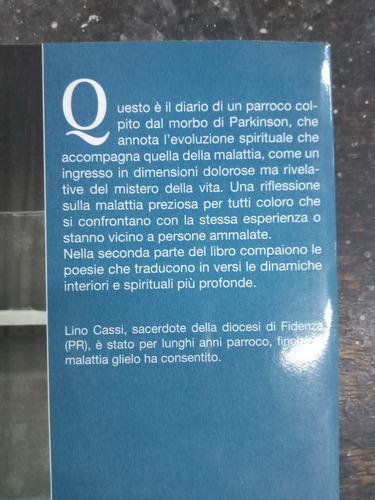 Questo è il diario di un parroco col-
pito dal morbo di Parkinson, che
annota l'evoluzione spirituale che
accompagna quella della malattia, come un
ingresso in dimensioni dolorose ma rivela-
tive del mistero della vita. Una riflessione
sulla malattia preziosa per tutti coloro che
si confrontano con la stessa esperienza o
stanno vicino a persone ammalate.
Nella seconda parte del libro compaiono le
poesie che traducono in versi le dinamiche
interiori e spirituali più profonde.
Lino Cassi, sacerdote della diocesi di Fidenza
(PR), è stato per lunghi anni parroco,
malattia glielo ha consentito.